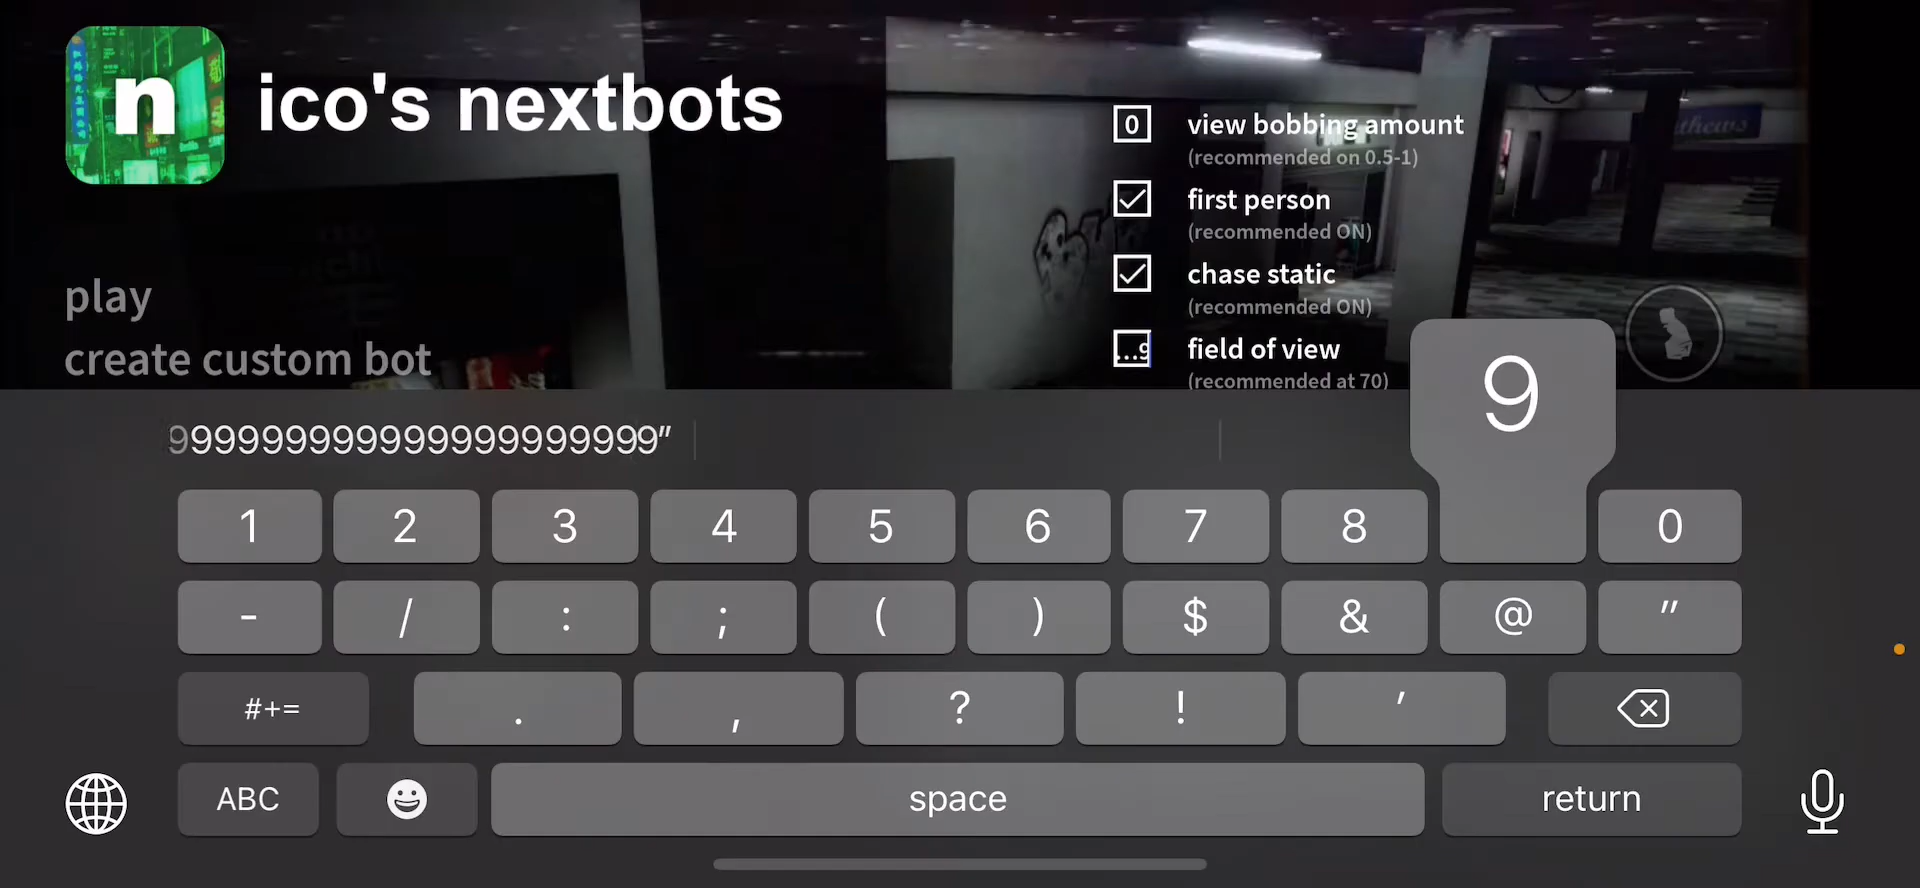 n ico's nextbots
0 view bobbing amount
(recommended on 0.5-1)
first person
(recommended ON)
chase static
(recommended ON)
...9 field of view
(recommended at 70)
play
create custom bot
thews
999999999999999999999"
9
1 2 3 4 5 6 7 8 0
- / : ; ( ) $ & @ "
#+= . , ? ! '
ABC space return